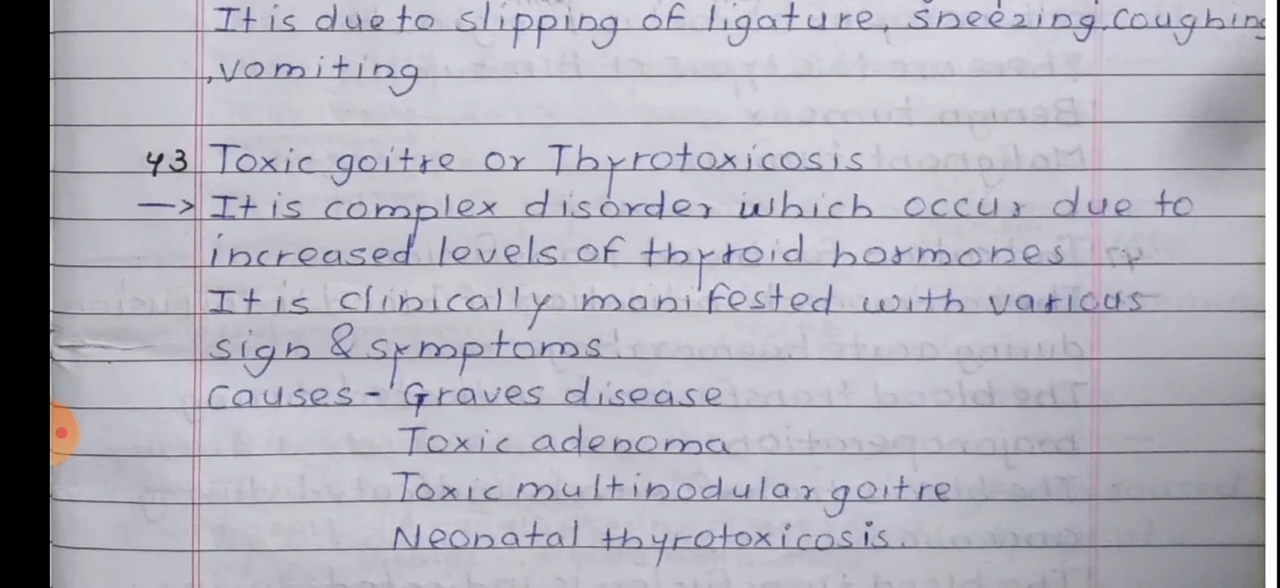 It is due to slipping of ligature, sneezing, coughing
, vomiting
43 Toxic goitre or Thyrotoxicosis
→ It is complex disorder which occur due to
increased levels of thyroid hormones
It is clinically manifested with various
sign & symptoms
Causes - Graves disease
Toxic adenoma
Toxic multinodular goitre
Neonatal thyrotoxicosis.